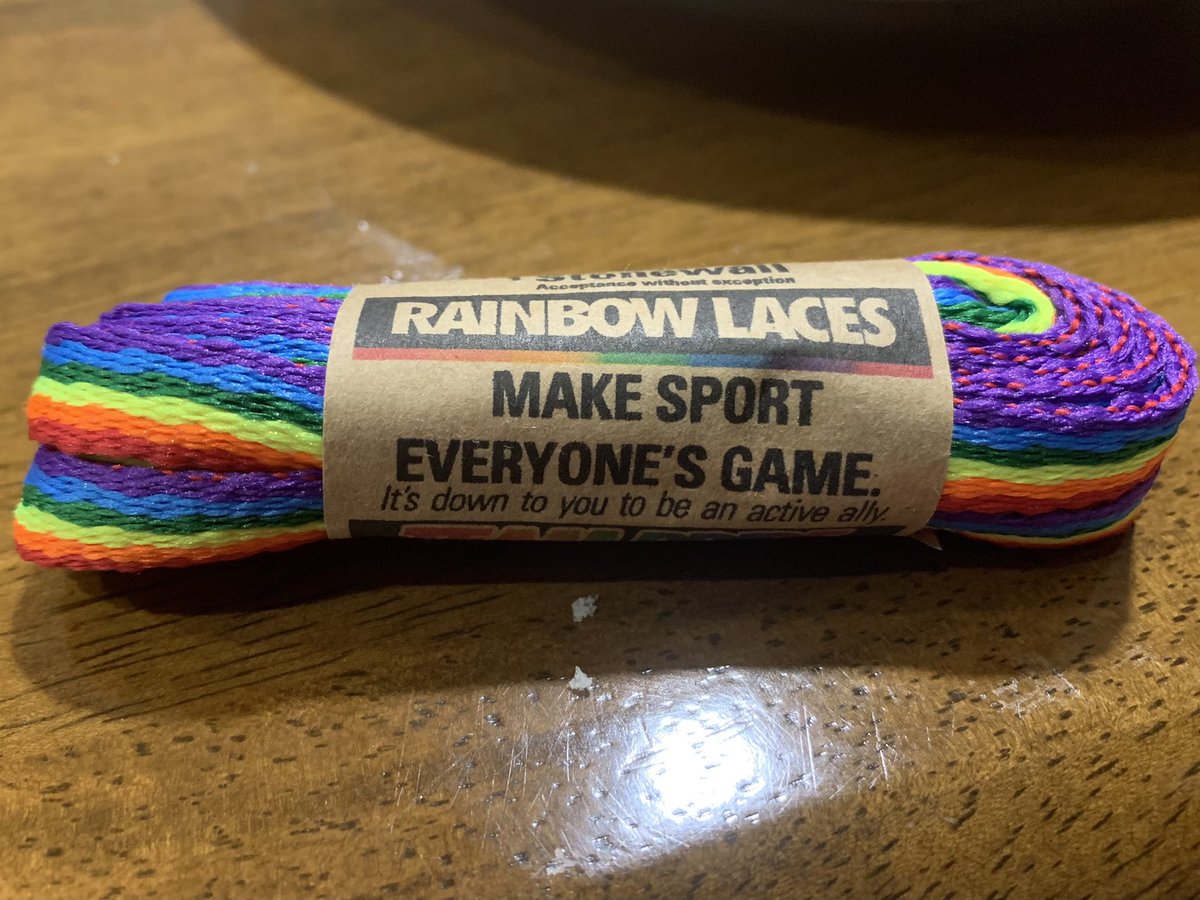 Stonewall
Acceptance without exception
RAINBOW LACES
MAKE SPORT
EVERYONE'S GAME.
It's down to you to be an active ally.